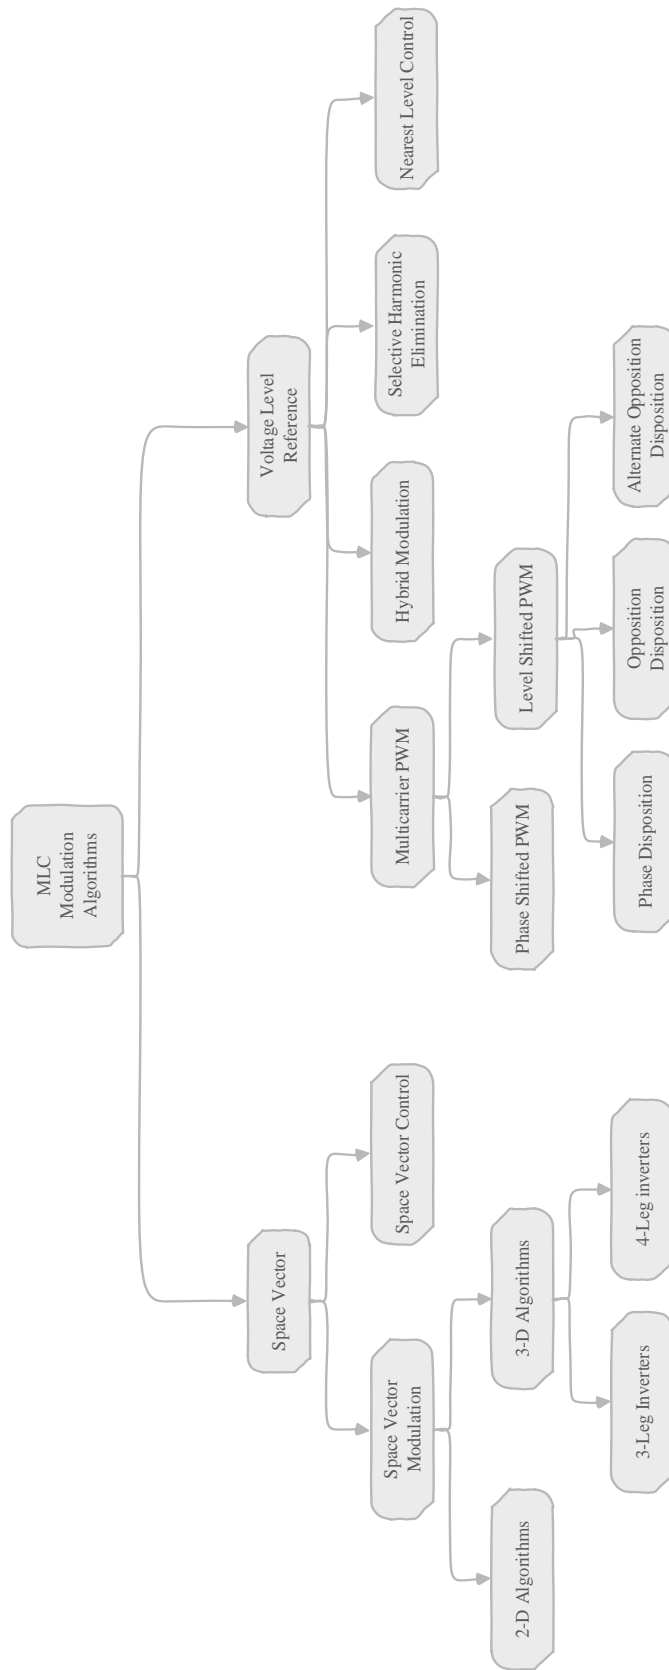 MLC
Modulation
Algorithms
Space Vector
Voltage Level
Reference
Space Vector
Modulation
Space Vector Control
Multicarrier PWM
Hybrid Modulation
Selective Harmonic
Elimination
Nearest Level Control
2-D Algorithms
3-D Algorithms
Phase Shifted PWM
Level Shifted PWM
3-Leg Inverters
4-Leg inverters
Phase Disposition
Opposition
Disposition
Alternate Opposition
Disposition